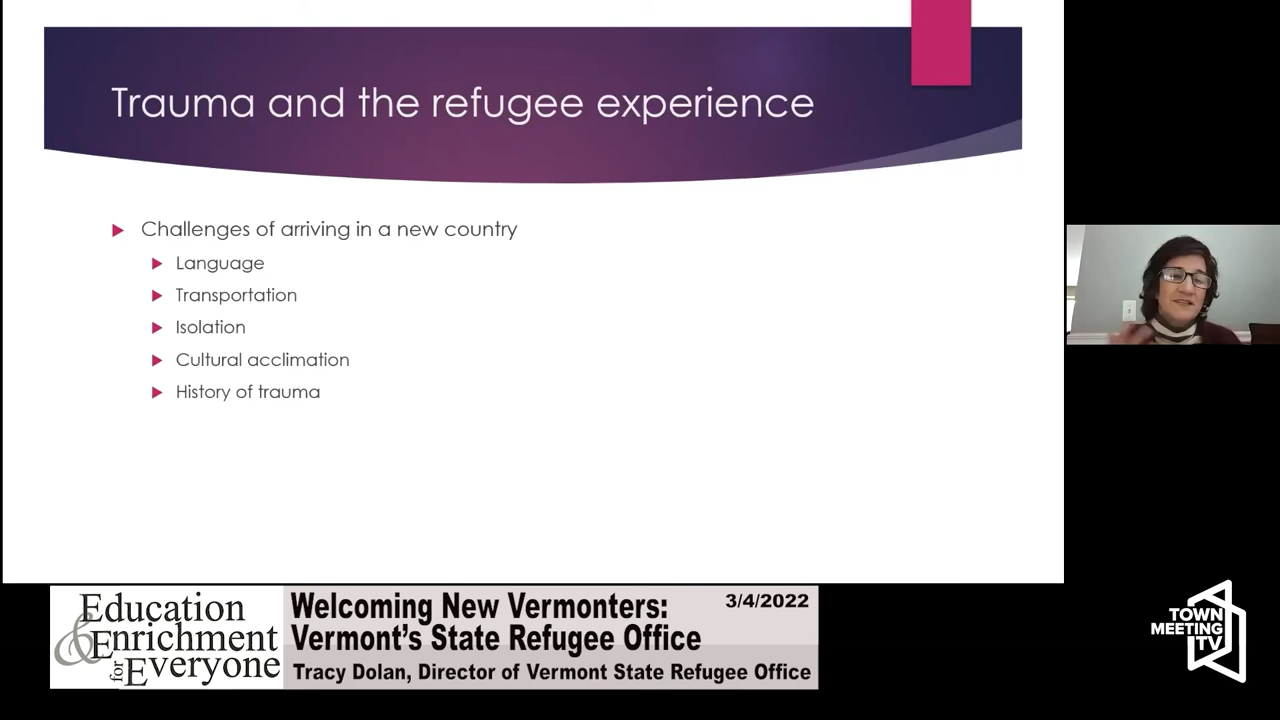 Trauma and the refugee experience
Challenges of arriving in a new country
Language
Transportation
Isolation
Cultural acclimation
History of trauma
Education
& Enrichment
for Everyone
Welcoming New Vermonters:
3/4/2022
Vermont's State Refugee Office
Tracy Dolan, Director of Vermont State Refugee Office
TOWN
MEETING
TV